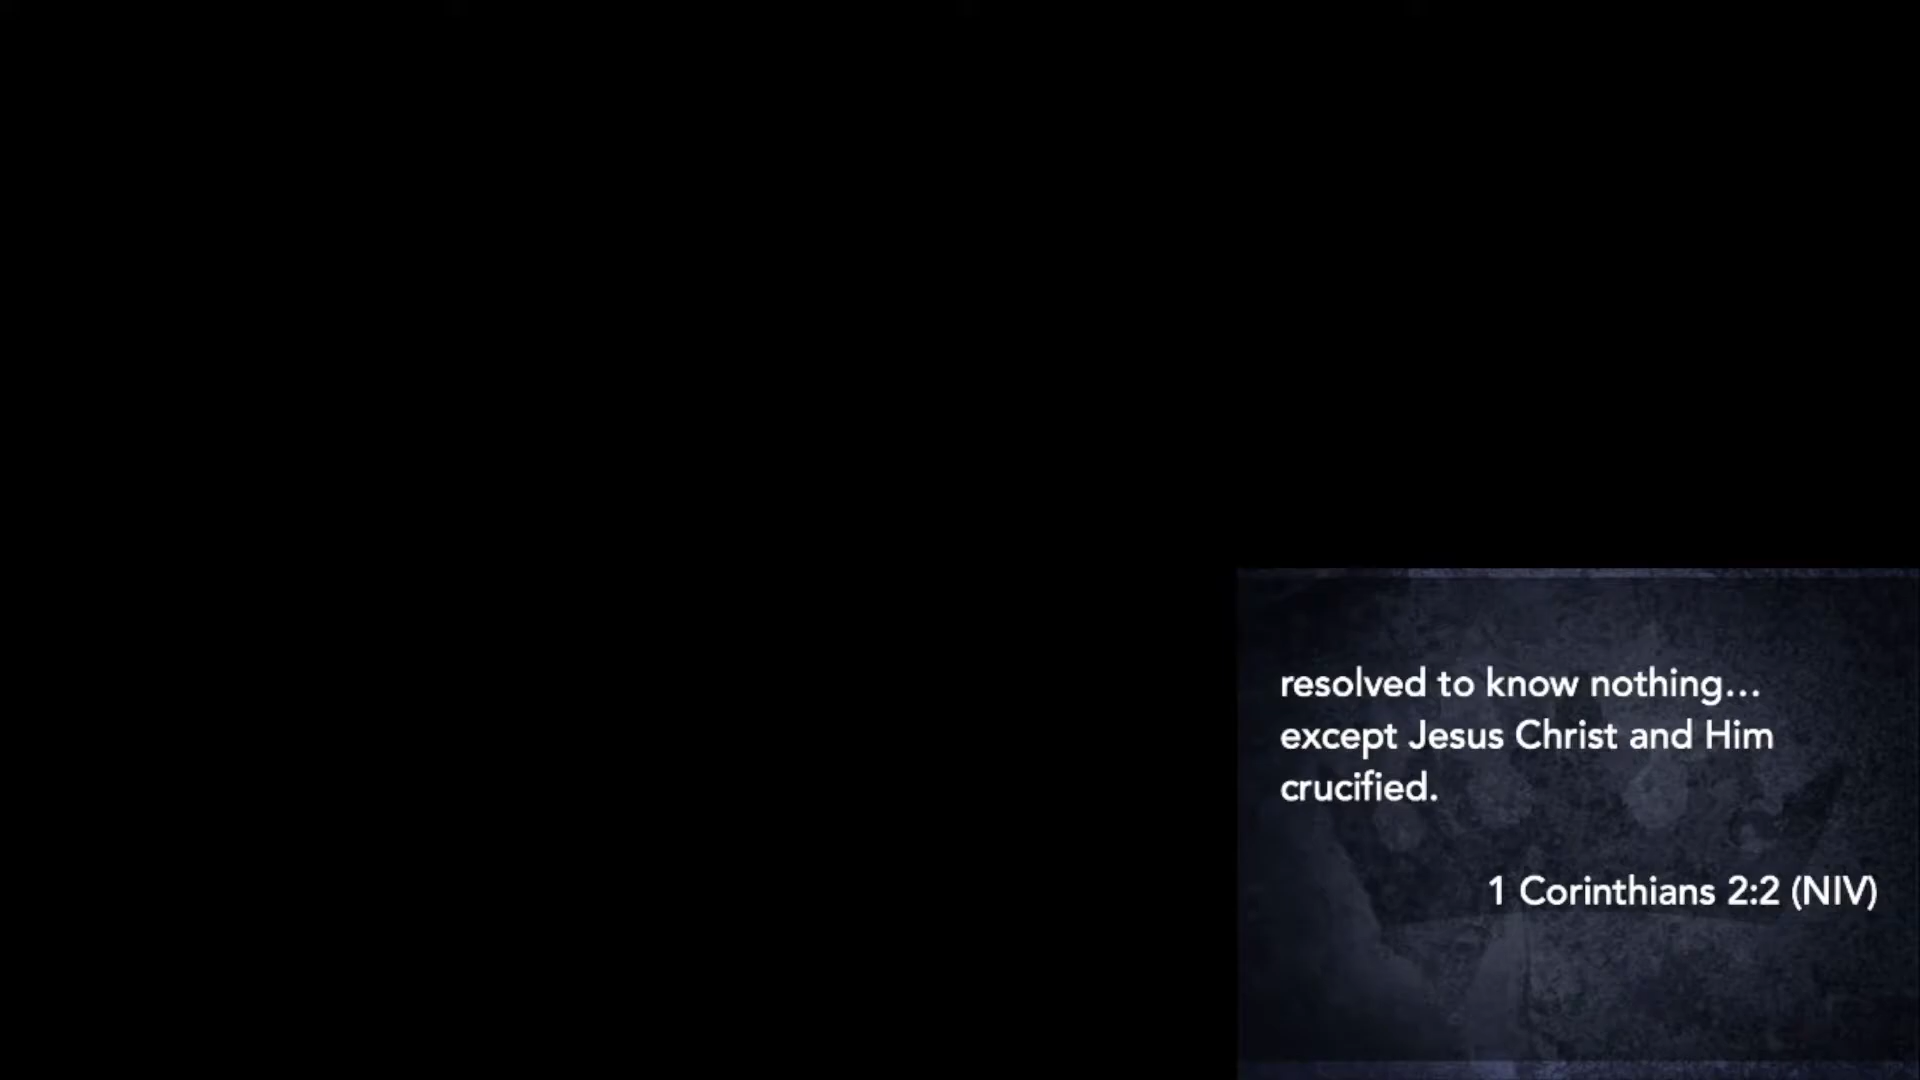 resolved to know nothing…
except Jesus Christ and Him
crucified.
1 Corinthians 2:2 (NIV)